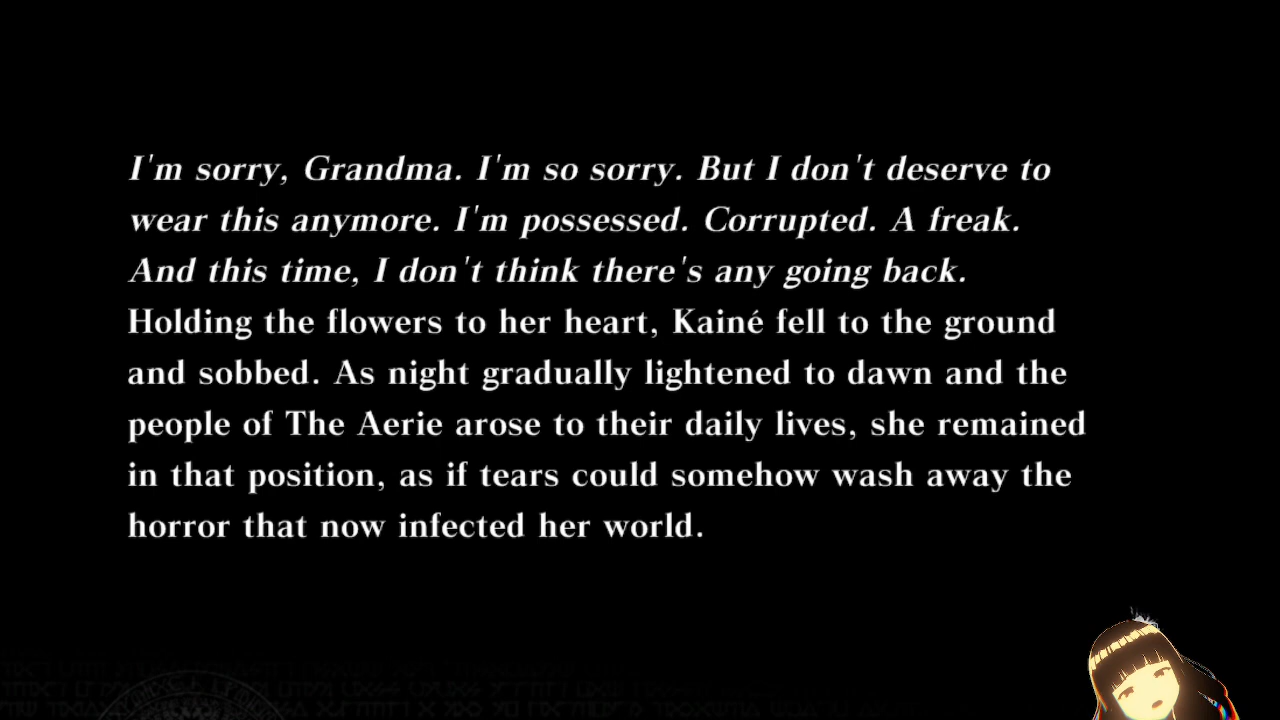 I'm sorry, Grandma. I'm so sorry. But I don't deserve to
wear this anymore. I'm possessed. Corrupted. A freak.
And this time, I don't think there's any going back.
Holding the flowers to her heart, Kainé fell to the ground
and sobbed. As night gradually lightened to dawn and the
people of The Aerie arose to their daily lives, she remained
in that position, as if tears could somehow wash away the
horror that now infected her world.